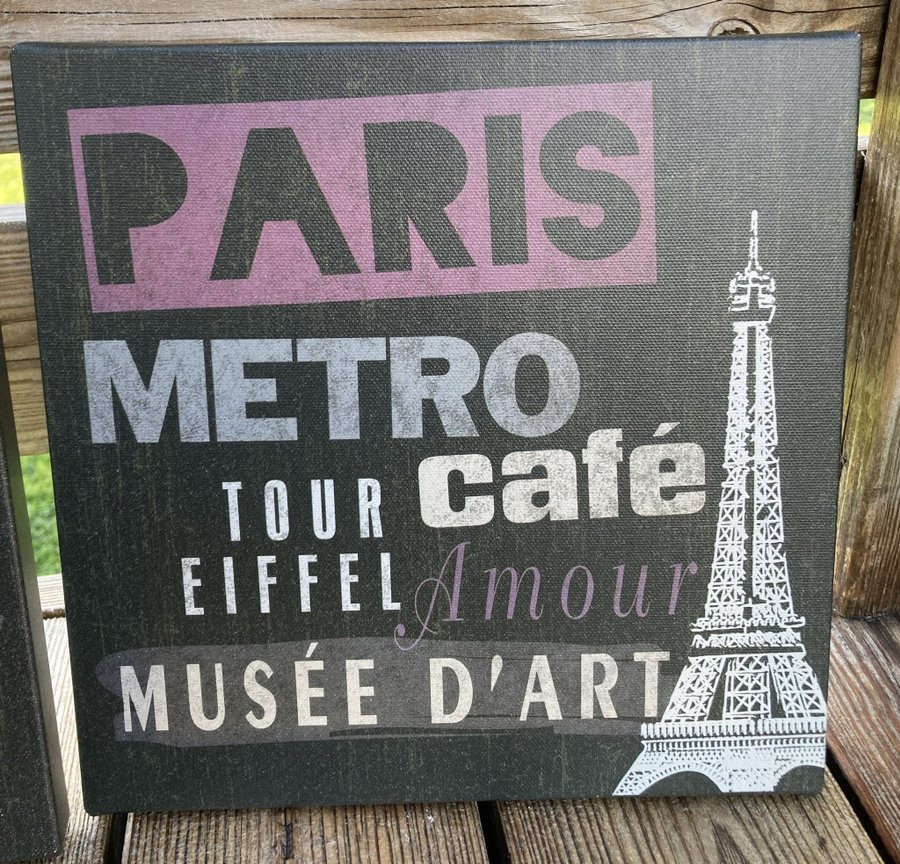 PARIS
METRO
café
TOUR
EIFFEL
Amour
MUSÉE D'ART